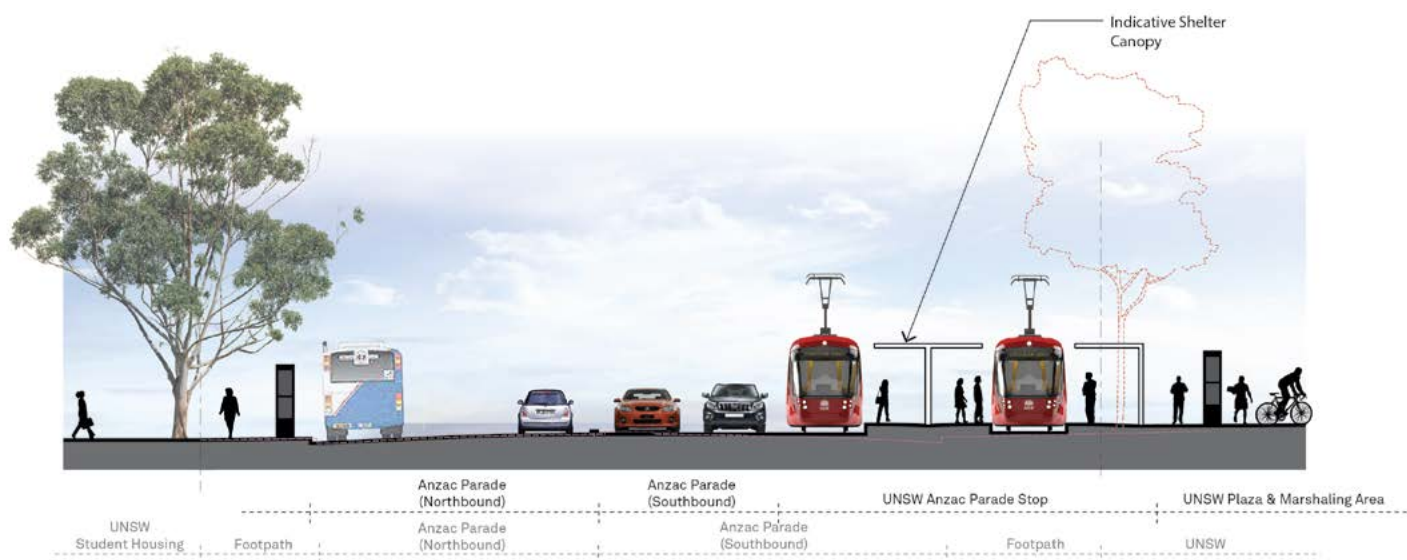 Indicative Shelter
Canopy
Anzac Parade
(Northbound)
Anzac Parade
(Southbound)
UNSW Anzac Parade Stop
UNSW Plaza & Marshaling Area
UNSW
Student Housing
Footpath
Anzac Parade
(Northbound)
Anzac Parade
(Southbound)
Footpath
UNSW